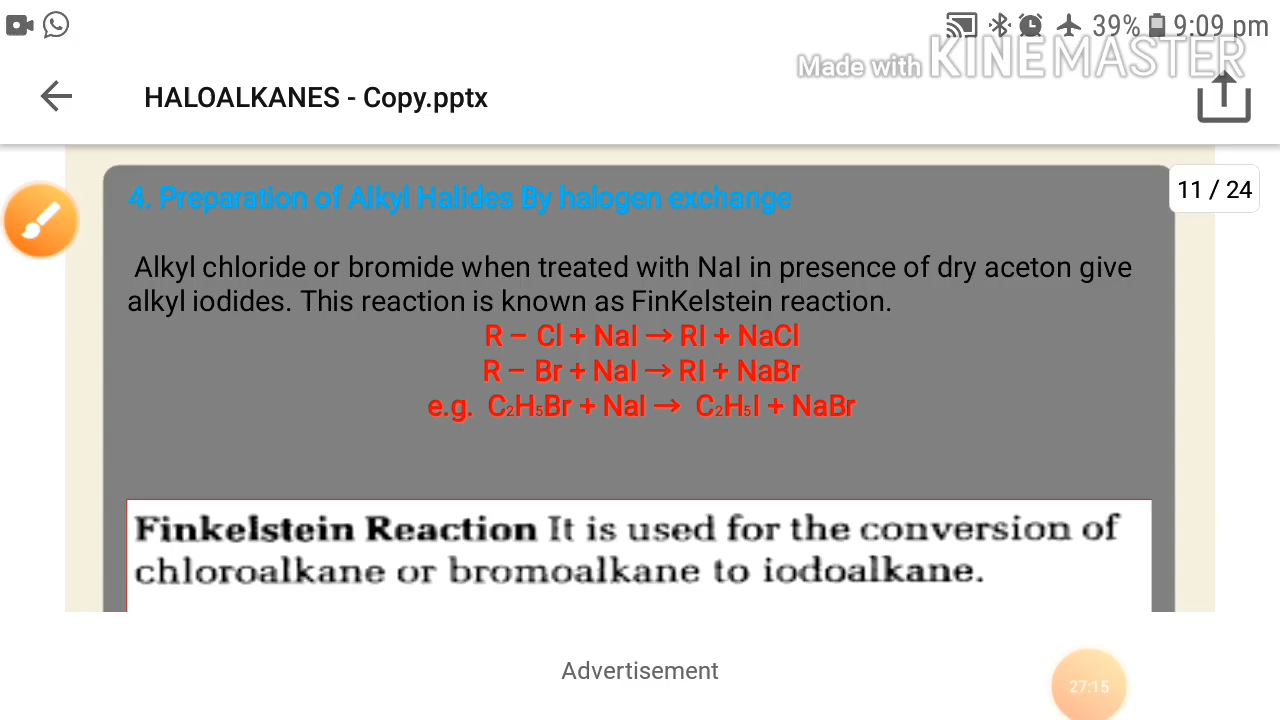 39% 9:09 pm
Made with KINEMASTER
HALOALKANES - Copy.pptx
11 / 24
4. Preparation of Alkyl Halides By halogen exchange
Alkyl chloride or bromide when treated with NaI in presence of dry aceton give
alkyl iodides. This reaction is known as FinKelstein reaction.
R – Cl + NaI → RI + NaCl
R – Br + NaI → RI + NaBr
e.g. C₂H₅Br + NaI → C₂H₅I + NaBr
Finkelstein Reaction It is used for the conversion of
chloroalkane or bromoalkane to iodoalkane.
Advertisement
27:15